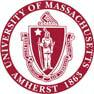 UNIVERSITY OF MASSACHUSETTS
AMHERST 1863